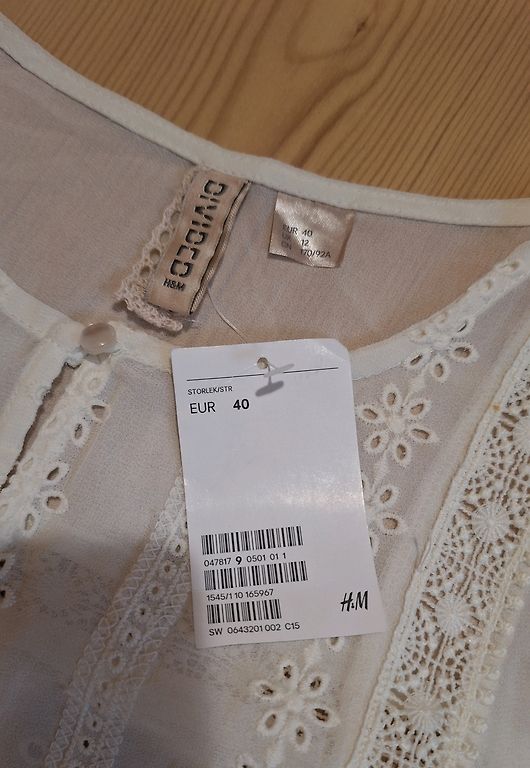 DIVIDED
H&M
EUR 40
UK 12
CN 170/92A
STORLEK/STR.
EUR 40
047817 9 0501 01 1
1545/1 10 165967
SW 0643201 002 C15
H&M